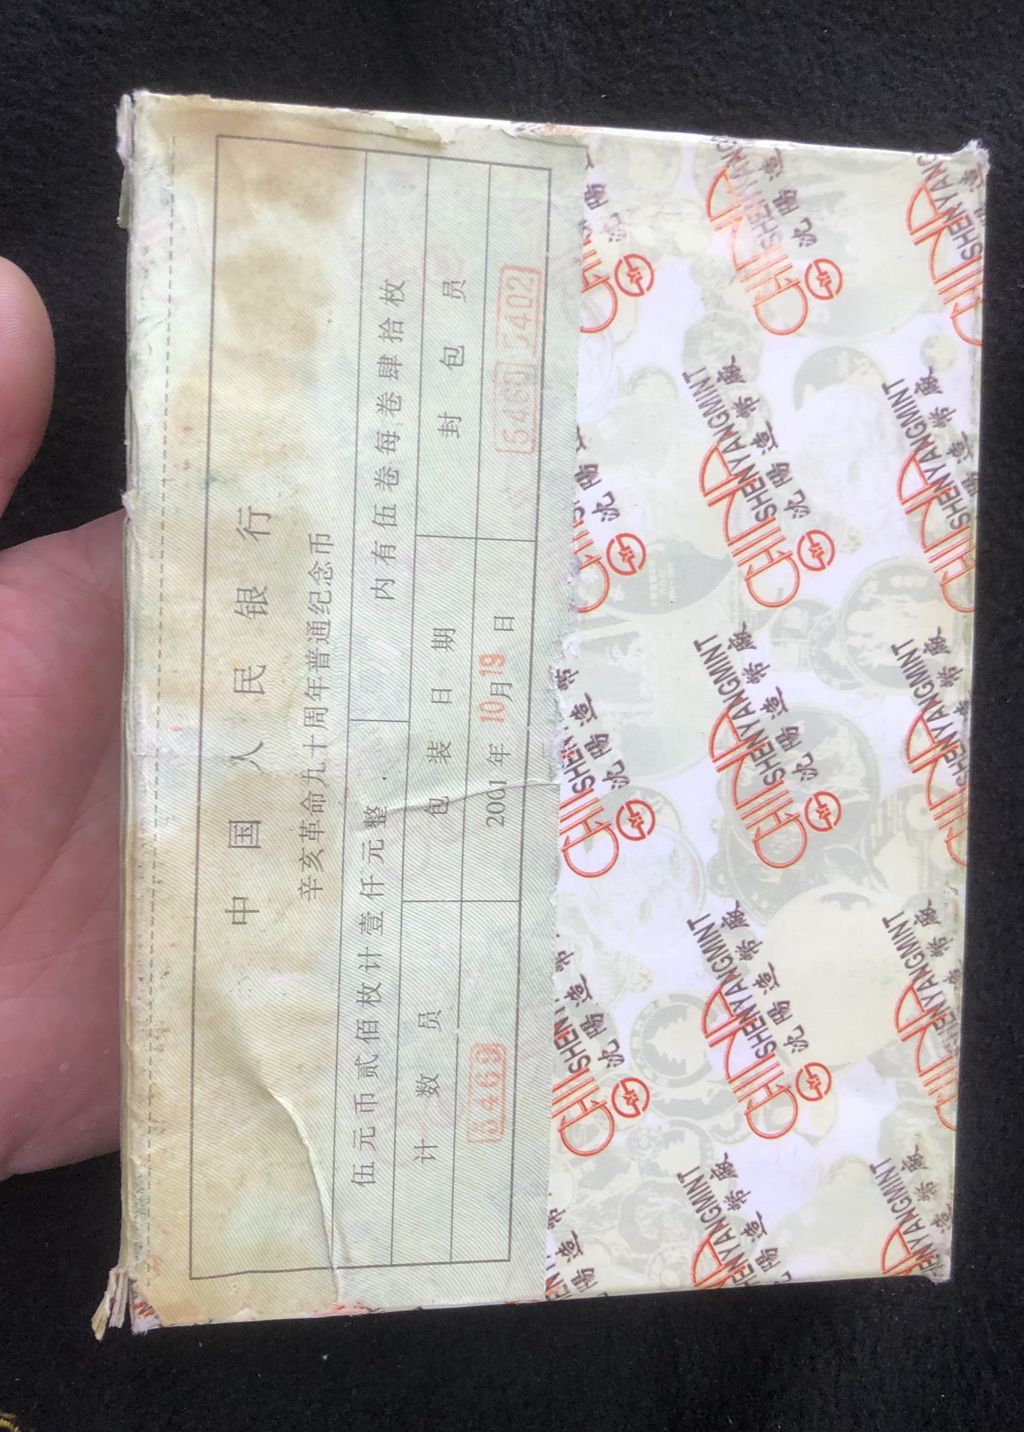 中国人民银行
辛亥革命九十周年普通纪念币
伍元币贰佰枚计壹仟元整
内有伍卷每卷肆拾枚
计数员
包装日期
封包员
5469
2001年10月19日
5480 5402
CHINA
SHENYANGMINT
沈阳造币厰